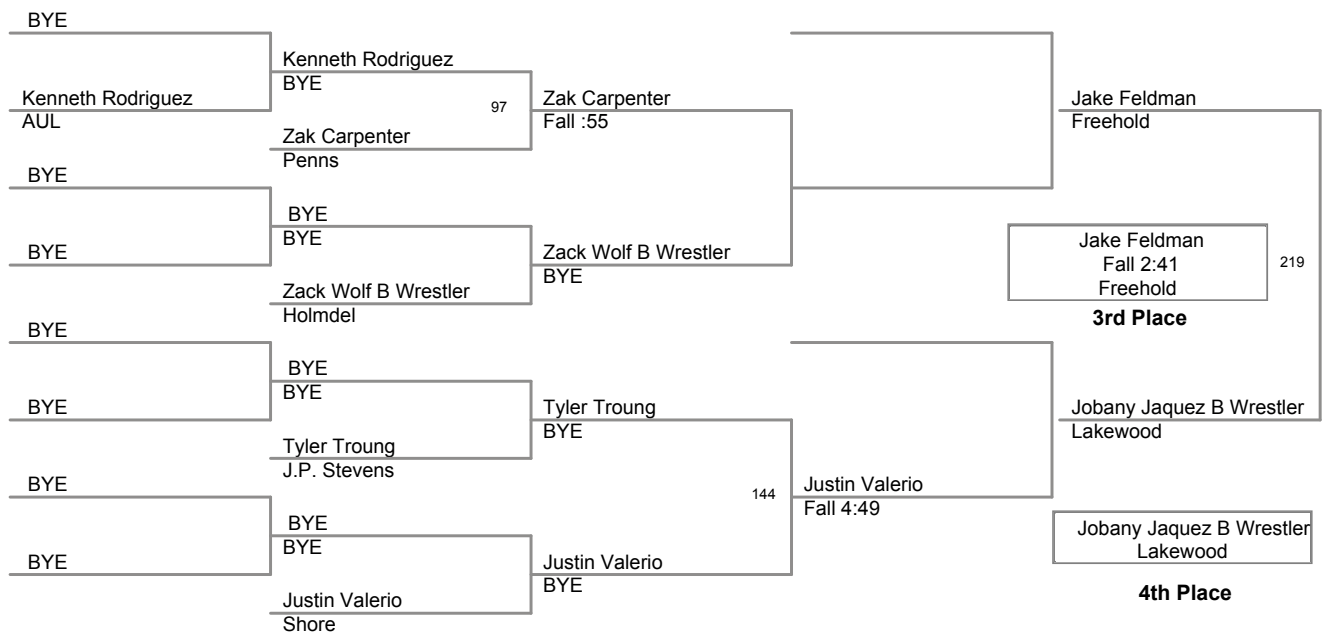 BYE
Kenneth Rodriguez
AUL
BYE
BYE
BYE
BYE
BYE
BYE
Kenneth Rodriguez
BYE
97
Zak Carpenter
Penns
BYE
BYE
Zack Wolf B Wrestler
Holmdel
BYE
BYE
Tyler Troung
J.P. Stevens
BYE
BYE
Justin Valerio
Shore
Zak Carpenter
Fall :55
Zack Wolf B Wrestler
BYE
Tyler Troung
BYE
144
Justin Valerio
BYE
Justin Valerio
Fall 4:49
Jake Feldman
Freehold
Jake Feldman
Fall 2:41
Freehold
219
3rd Place
Jobany Jaquez B Wrestler
Lakewood
Jobany Jaquez B Wrestler
Lakewood
4th Place